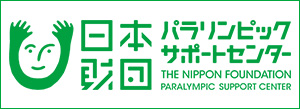 日本
財団
パラリンピック
サポートセンター
THE NIPPON FOUNDATION
PARALYMPIC SUPPORT CENTER